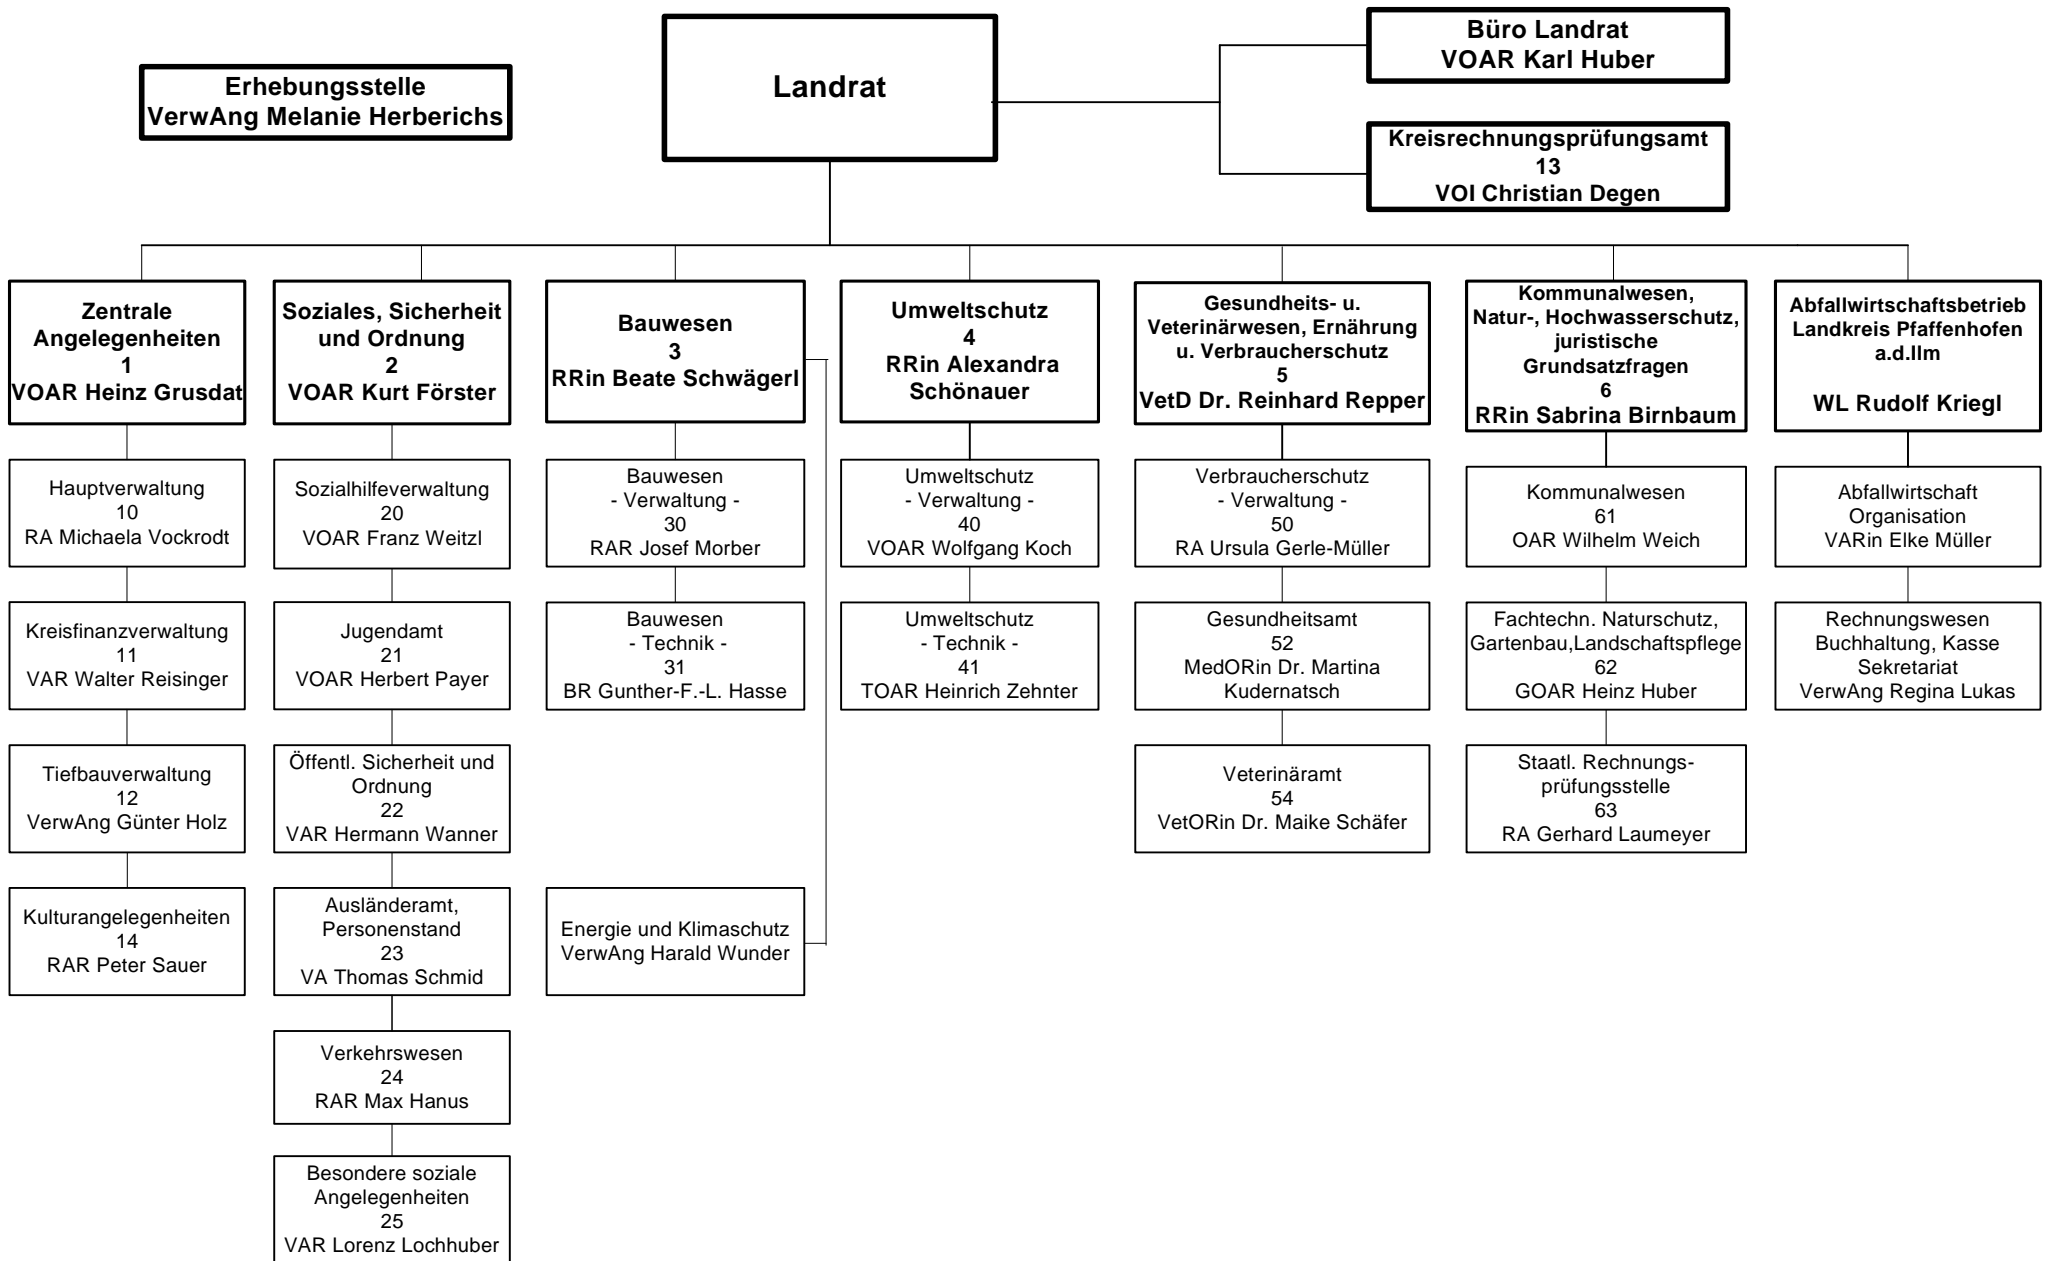 Erhebungsstelle
VerwAng Melanie Herberichs
Landrat
Büro Landrat
VOAR Karl Huber
Kreisrechnungsprüfungsamt
13
VOI Christian Degen
Zentrale
Angelegenheiten
1
VOAR Heinz Grusdat
Hauptverwaltung
10
RA Michaela Vockrodt
Kreisfinanzverwaltung
11
VAR Walter Reisinger
Tiefbauverwaltung
12
VerwAng Günter Holz
Kulturangelegenheiten
14
RAR Peter Sauer
Soziales, Sicherheit
und Ordnung
2
VOAR Kurt Förster
Sozialhilfeverwaltung
20
VOAR Franz Weitzl
Jugendamt
21
VOAR Herbert Payer
Öffentl. Sicherheit und
Ordnung
22
VAR Hermann Wanner
Ausländeramt,
Personenstand
23
VA Thomas Schmid
Verkehrswesen
24
RAR Max Hanus
Besondere soziale
Angelegenheiten
25
VAR Lorenz Lochhuber
Bauwesen
3
RRin Beate Schwägerl
Bauwesen
- Verwaltung -
30
RAR Josef Morber
Bauwesen
- Technik -
31
BR Gunther-F.-L. Hasse
Energie und Klimaschutz
VerwAng Harald Wunder
Umweltschutz
4
RRin Alexandra
Schönauer
Umweltschutz
- Verwaltung -
40
VOAR Wolfgang Koch
Umweltschutz
- Technik -
41
TOAR Heinrich Zehnter
Gesundheits- u.
Veterinärwesen, Ernährung
u. Verbraucherschutz
5
VetD Dr. Reinhard Repper
Verbraucherschutz
- Verwaltung -
50
RA Ursula Gerle-Müller
Gesundheitsamt
52
MedORin Dr. Martina
Kudernatsch
Veterinäramt
54
VetORin Dr. Maike Schäfer
Kommunalwesen,
Natur-, Hochwasserschutz,
juristische
Grundsatzfragen
6
RRin Sabrina Birnbaum
Kommunalwesen
61
OAR Wilhelm Weich
Fachtechn. Naturschutz,
Gartenbau,Landschaftspflege
62
GOAR Heinz Huber
Staatl. Rechnungs-
prüfungsstelle
63
RA Gerhard Laumeyer
Abfallwirtschaftsbetrieb
Landkreis Pfaffenhofen
a.d.Ilm
WL Rudolf Kriegl
Abfallwirtschaft
Organisation
VARin Elke Müller
Rechnungswesen
Buchhaltung, Kasse
Sekretariat
VerwAng Regina Lukas